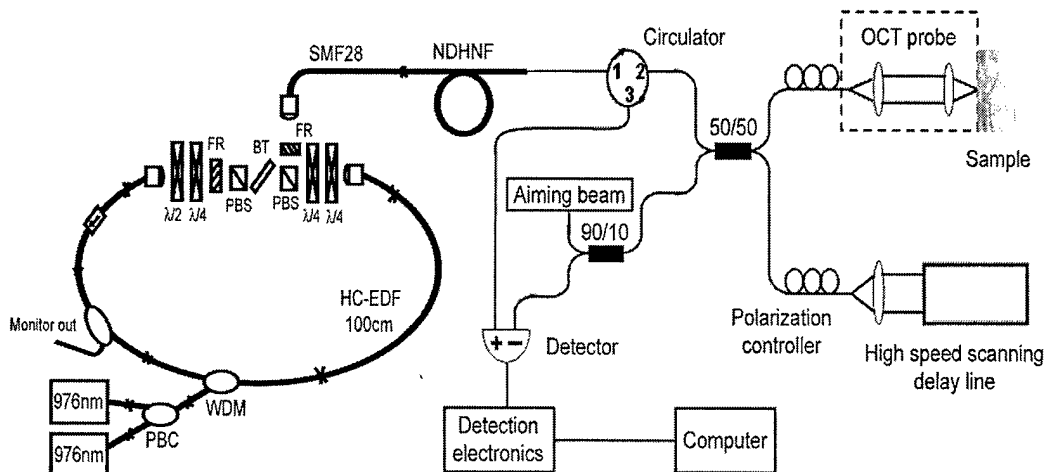 SMF28
NDHNF
Circulator
1 2
3
OCT probe
Sample
50/50
FR
BT
FR
PBS
PBS
λ/2 λ/4
λ/4 λ/4
Aiming beam
90/10
HC-EDF
100cm
Monitor out
976nm
976nm
PBC
WDM
+ −
Detector
Detection
electronics
Computer
Polarization
controller
High speed scanning
delay line